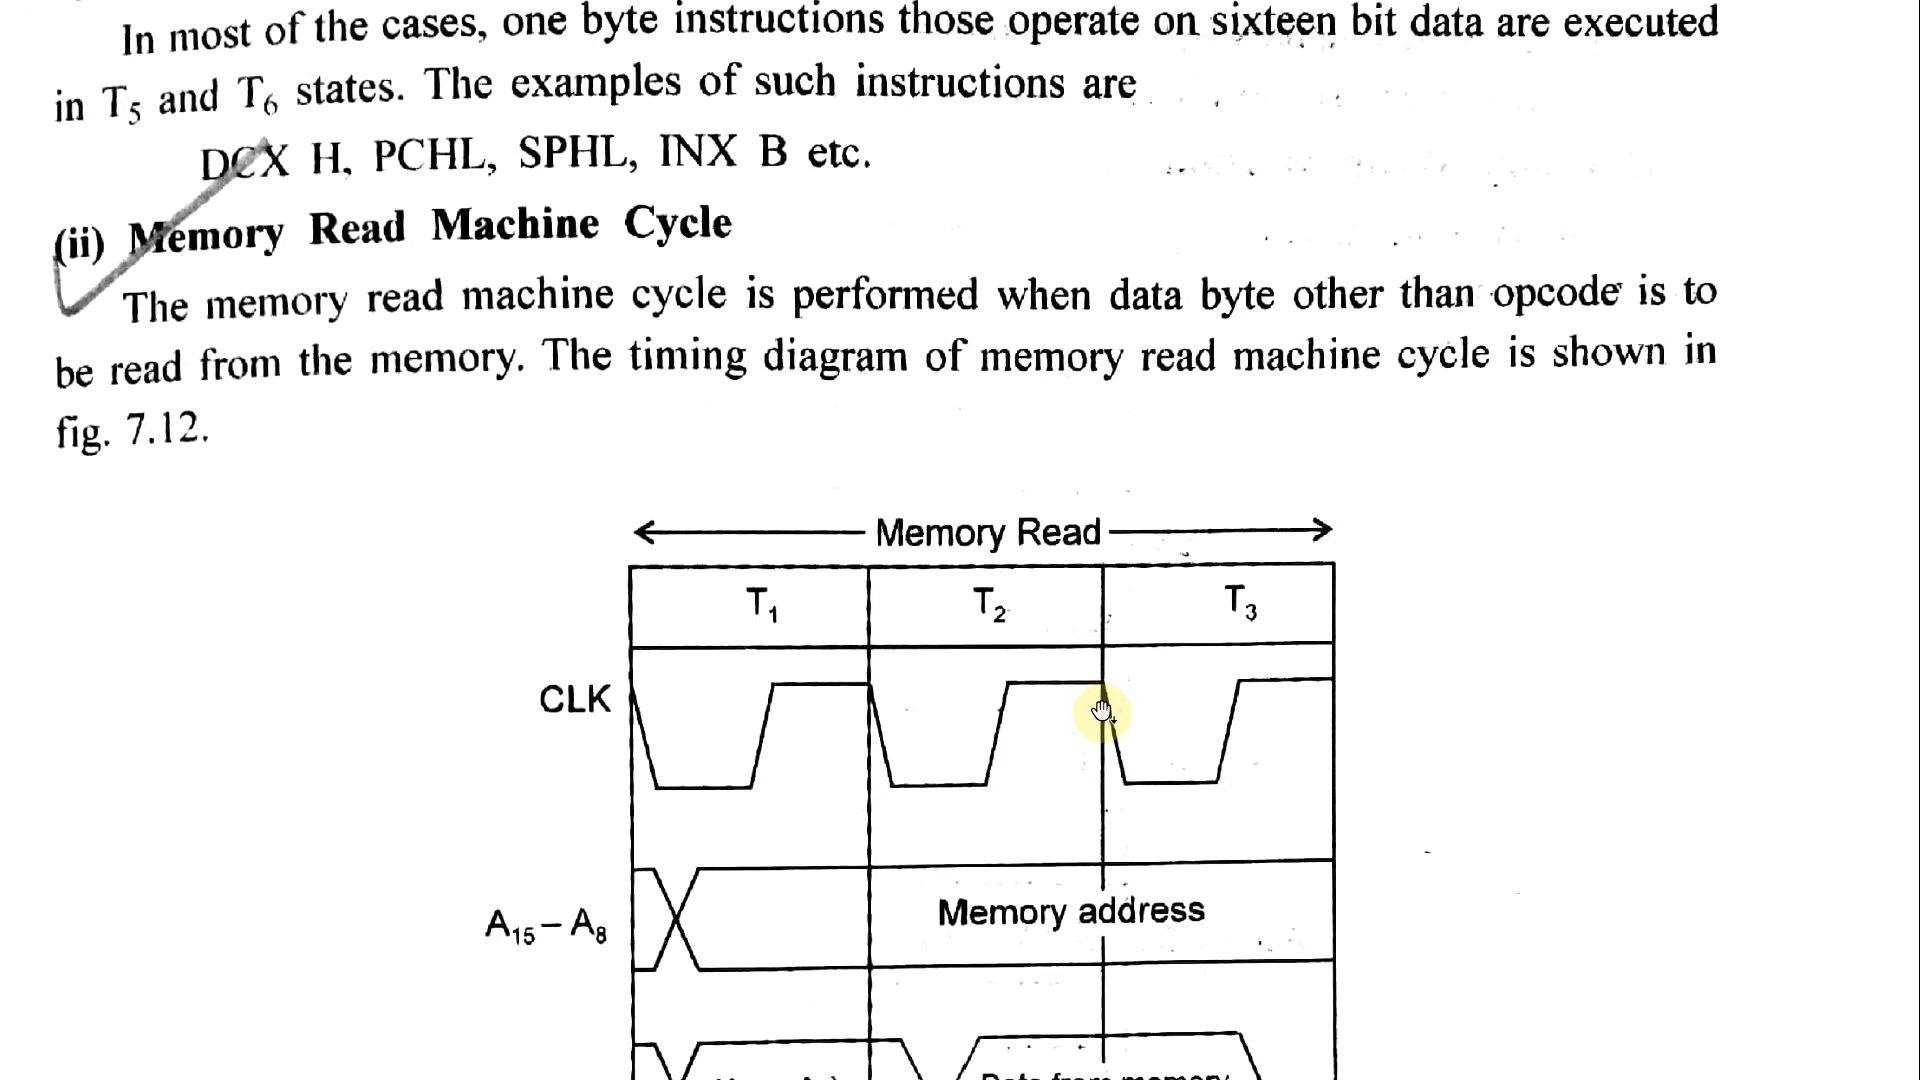 In most of the cases, one byte instructions those operate on sixteen bit data are executed
in T₅ and T₆ states. The examples of such instructions are
DCX H, PCHL, SPHL, INX B etc.
(ii) Memory Read Machine Cycle
The memory read machine cycle is performed when data byte other than opcode is to
be read from the memory. The timing diagram of memory read machine cycle is shown in
fig. 7.12.
Memory Read
T₁ T₂ T₃
CLK
A₁₅ – A₈ Memory address
Data from memory